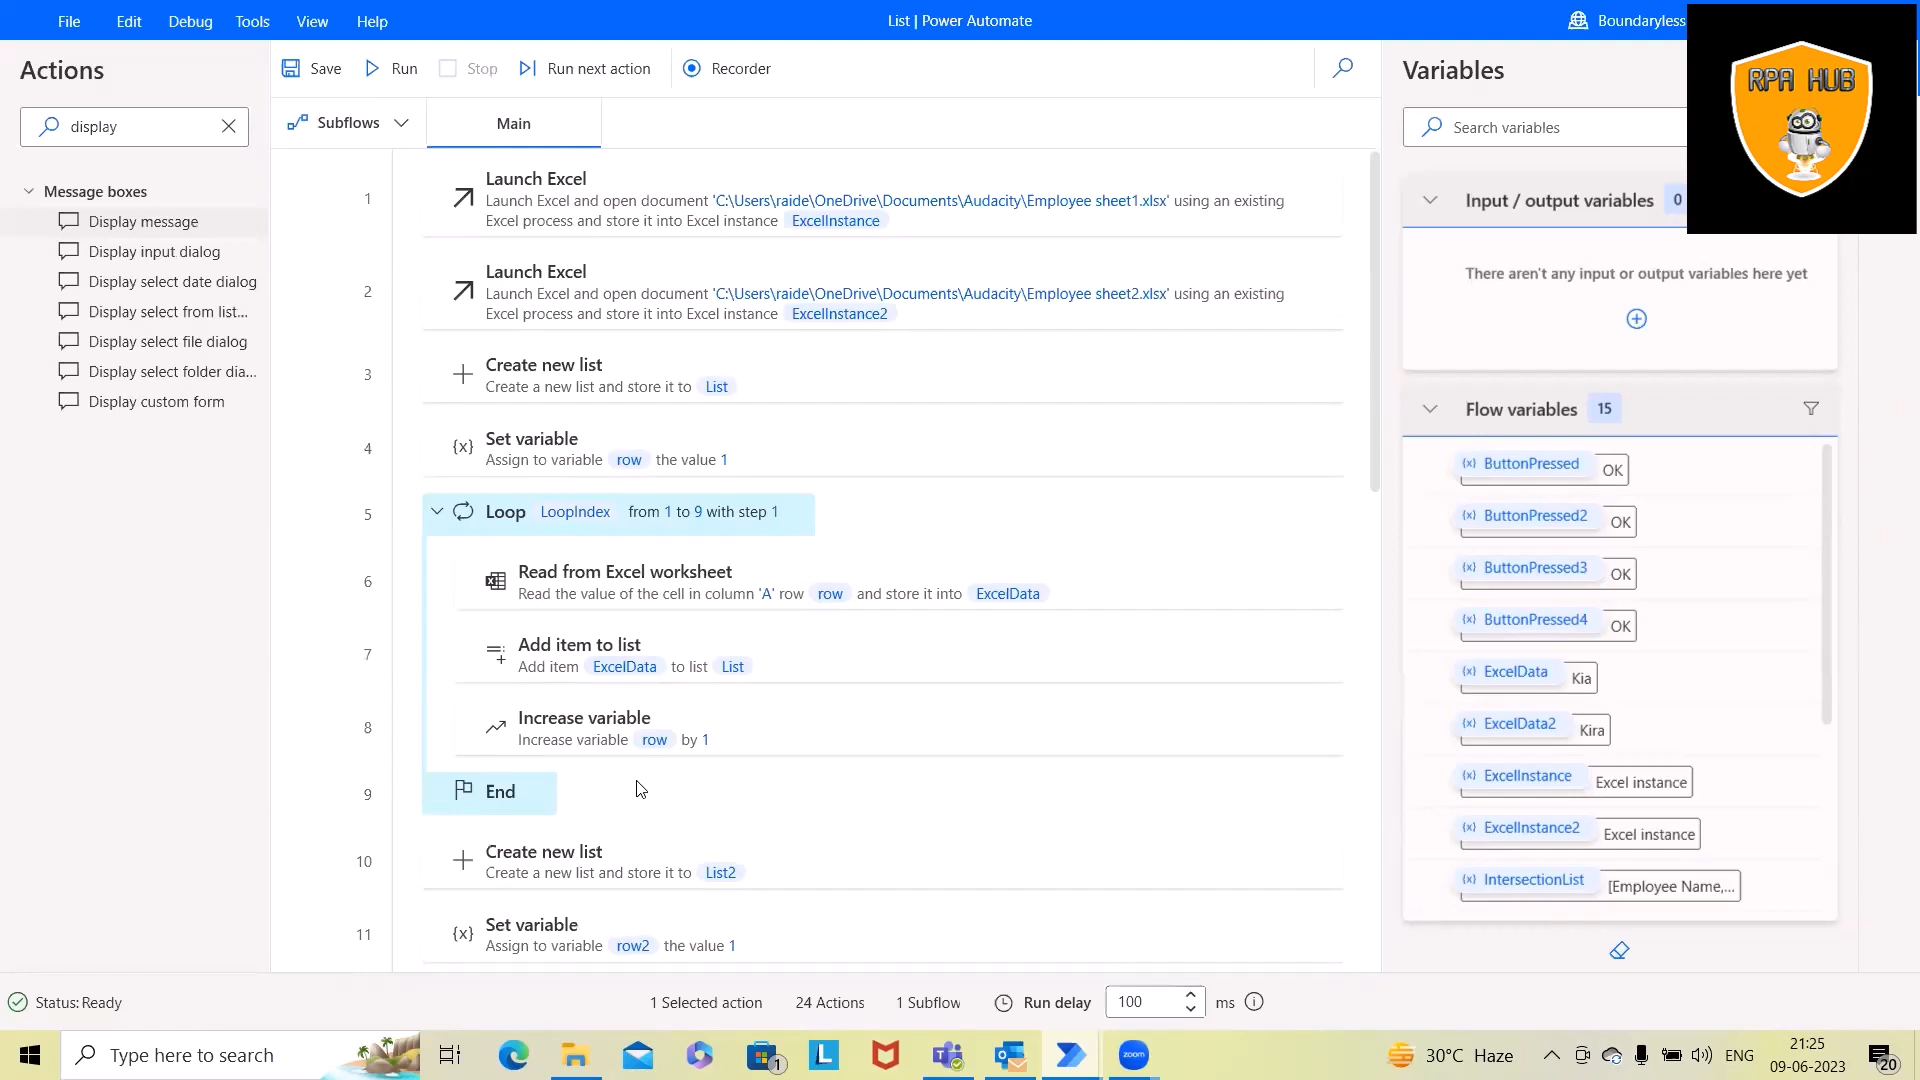 File Edit Debug Tools View Help
List | Power Automate
Boundaryless
RPA HUB
Actions
display
Message boxes
Display message
Display input dialog
Display select date dialog
Display select from list...
Display select file dialog
Display select folder dia...
Display custom form
Save Run Stop Run next action Recorder
Subflows Main
1 Launch Excel
Launch Excel and open document 'C:\Users\raide\OneDrive\Documents\Audacity\Employee sheet1.xlsx' using an existing
Excel process and store it into Excel instance ExcelInstance
2 Launch Excel
Launch Excel and open document 'C:\Users\raide\OneDrive\Documents\Audacity\Employee sheet2.xlsx' using an existing
Excel process and store it into Excel instance ExcelInstance2
3 Create new list
Create a new list and store it to List
4 {x} Set variable
Assign to variable row the value 1
5 Loop LoopIndex from 1 to 9 with step 1
6 Read from Excel worksheet
Read the value of the cell in column 'A' row row and store it into ExcelData
7 Add item to list
Add item ExcelData to list List
8 Increase variable
Increase variable row by 1
9 End
10 Create new list
Create a new list and store it to List2
11 {x} Set variable
Assign to variable row2 the value 1
Variables
Search variables
Input / output variables 0
There aren't any input or output variables here yet
Flow variables 15
(x) ButtonPressed OK
(x) ButtonPressed2 OK
(x) ButtonPressed3 OK
(x) ButtonPressed4 OK
(x) ExcelData Kia
(x) ExcelData2 Kira
(x) ExcelInstance Excel instance
(x) ExcelInstance2 Excel instance
(x) IntersectionList [Employee Name,...
Status: Ready 1 Selected action 24 Actions 1 Subflow Run delay 100 ms
Type here to search
1
L
zoom
30°C Haze
ENG
21:25
09-06-2023
20